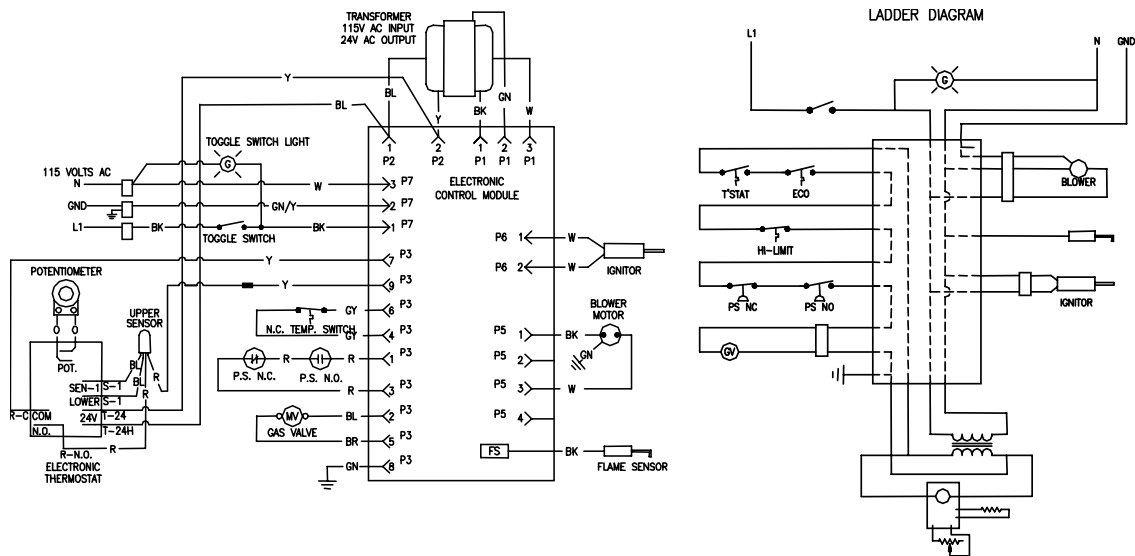 TRANSFORMER
115V AC INPUT
24V AC OUTPUT
LADDER DIAGRAM
L1
N
GND
G
Y
BL
BL
Y
BK
GN
W
1
2
1
2
3
P2
P2
P1
P1
P1
TOGGLE SWITCH LIGHT
G
ELECTRONIC
CONTROL MODULE
115 VOLTS AC
N
W
3
P7
GND
GN/Y
2
P7
L1
BK
TOGGLE SWITCH
BK
1
P7
Y
7
P3
Y
9
P3
POTENTIOMETER
UPPER
SENSOR
GY
6
P3
N.C. TEMP. SWITCH
GY
4
P3
R
R
1
P3
P.S. N.C.
P.S. N.O.
R
3
P3
MV
BL
2
P3
GAS VALVE
BR
5
P3
GN
8
POT.
BL
BL
R
R
SEN-1
S-1
LOWER
S-1
R-C
COM
24V
T-24
N.O.
T-24H
R-N.O.
R
ELECTRONIC
THERMOSTAT
P6
1
W
P6
2
W
IGNITOR
BLOWER
MOTOR
P5
1
BK
GN
P5
2
P5
3
W
P5
4
FS
BK
FLAME SENSOR
T'STAT
ECO
BLOWER
HI-LIMIT
PS NC
PS NO
IGNITOR
GV